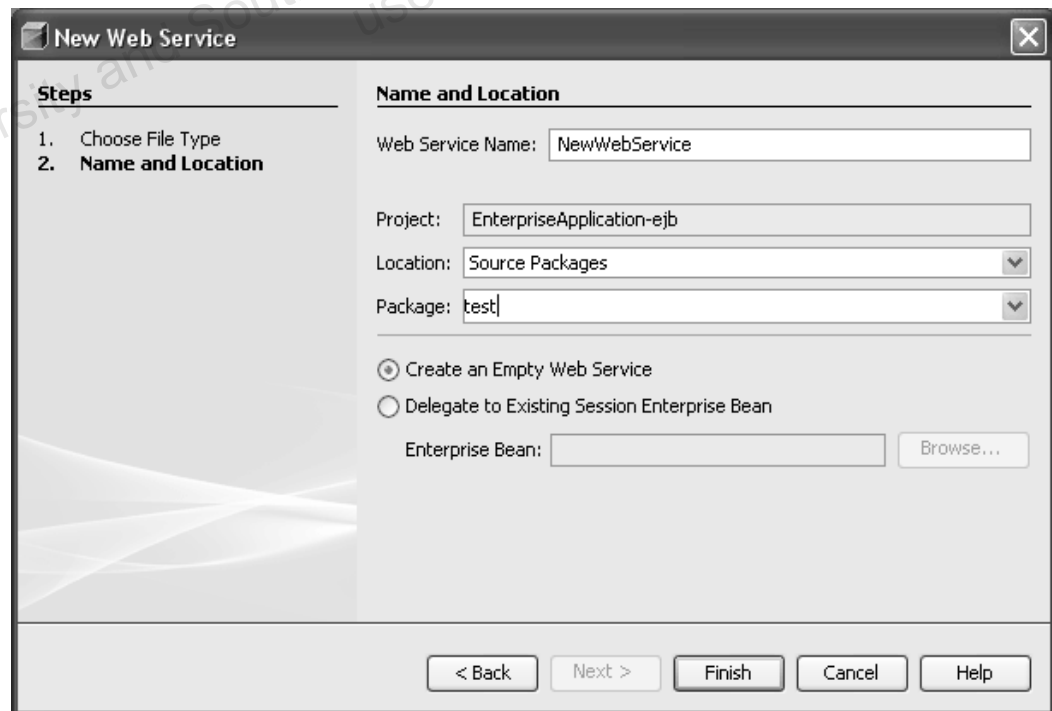 New Web Service
Steps
1. Choose File Type
2. Name and Location
Name and Location
Web Service Name: NewWebService
Project: EnterpriseApplication-ejb
Location: Source Packages
Package: test
Create an Empty Web Service
Delegate to Existing Session Enterprise Bean
Enterprise Bean: Browse...
< Back Next > Finish Cancel Help